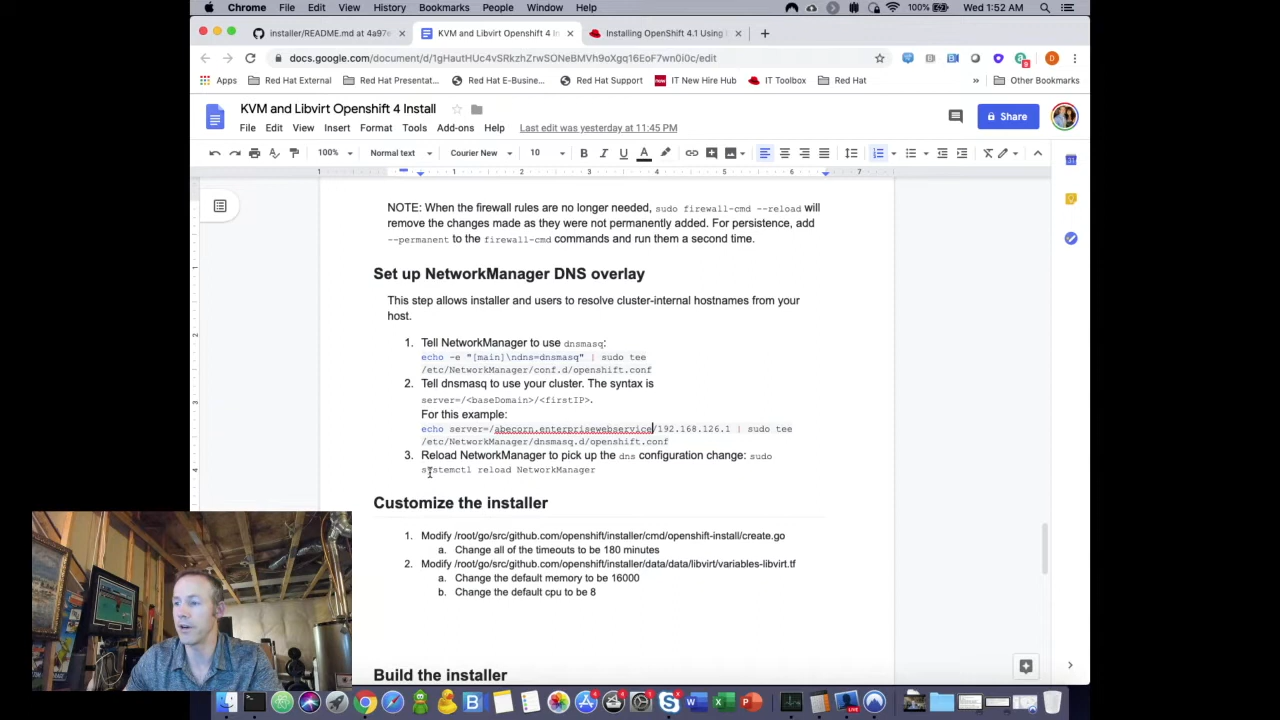 Chrome File Edit View History Bookmarks People Window Help 100% Wed 1:52 AM
installer/README.md at 4a97e KVM and Libvirt Openshift 4 In Installing OpenShift 4.1 Using
docs.google.com/document/d/1gHautHUc4vSRkzhZrwSONeBMVh9oXgq16EoF7wn0i0c/edit
Apps Red Hat External Red Hat Presentat... Red Hat E-Busine... Red Hat Support IT New Hire Hub IT Toolbox Red Hat » Other Bookmarks
KVM and Libvirt Openshift 4 Install
Share
File Edit View Insert Format Tools Add-ons Help Last edit was yesterday at 11:45 PM
100% Normal text Courier New 10 B I U A
NOTE: When the firewall rules are no longer needed, sudo firewall-cmd --reload will
remove the changes made as they were not permanently added. For persistence, add
--permanent to the firewall-cmd commands and run them a second time.
Set up NetworkManager DNS overlay
This step allows installer and users to resolve cluster-internal hostnames from your
host.
1. Tell NetworkManager to use dnsmasq:
echo -e "[main]\ndns=dnsmasq" | sudo tee
/etc/NetworkManager/conf.d/openshift.conf
2. Tell dnsmasq to use your cluster. The syntax is
server=/<baseDomain>/<firstIP>.
For this example:
echo server=/abecorn.enterprisewebservice/192.168.126.1 | sudo tee
/etc/NetworkManager/dnsmasq.d/openshift.conf
3. Reload NetworkManager to pick up the dns configuration change: sudo
systemctl reload NetworkManager
Customize the installer
1. Modify /root/go/src/github.com/openshift/installer/cmd/openshift-install/create.go
a. Change all of the timeouts to be 180 minutes
2. Modify /root/go/src/github.com/openshift/installer/data/data/libvirt/variables-libvirt.tf
a. Change the default memory to be 16000
b. Change the default cpu to be 8
Build the installer